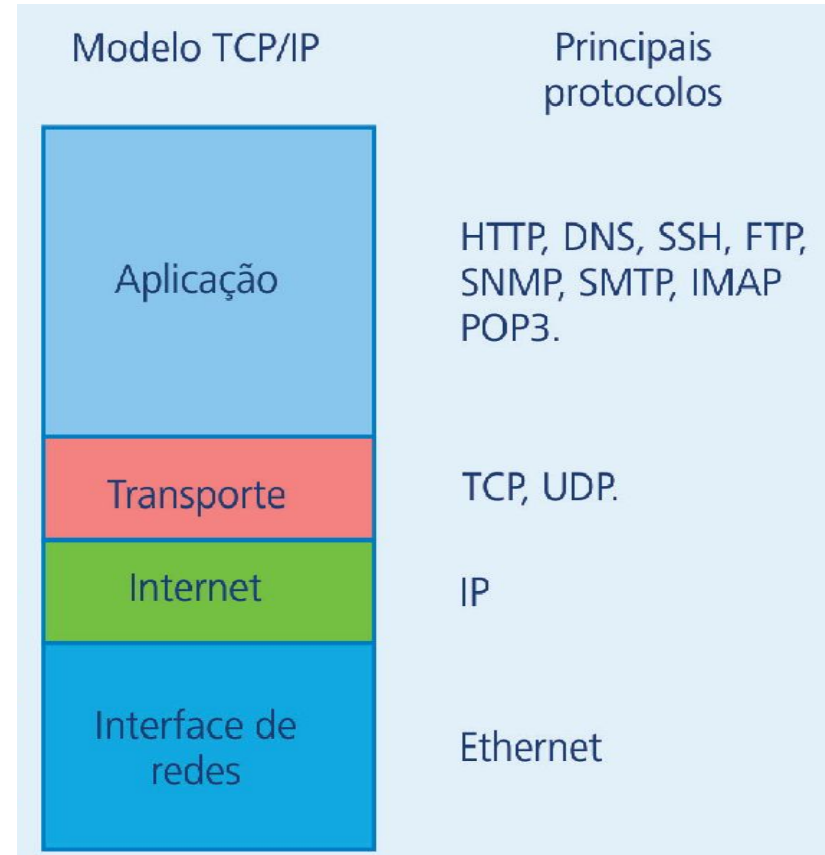 Modelo TCP/IP
Principais
protocolos
Aplicação
HTTP, DNS, SSH, FTP,
SNMP, SMTP, IMAP
POP3.
Transporte
TCP, UDP.
Internet
IP
Interface de
redes
Ethernet